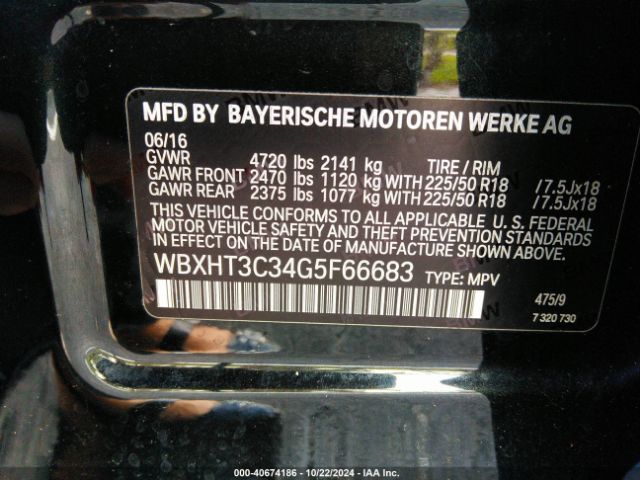 MFD BY BAYERISCHE MOTOREN WERKE AG
06/16
GVWR 4720 lbs 2141 kg TIRE / RIM
GAWR FRONT 2470 lbs 1120 kg WITH 225/50 R18 / 7.5Jx18
GAWR REAR 2375 lbs 1077 kg WITH 225/50 R18 / 7.5Jx18
THIS VEHICLE CONFORMS TO ALL APPLICABLE U. S. FEDERAL
MOTOR VEHICLE SAFETY AND THEFT PREVENTION STANDARDS
IN EFFECT ON THE DATE OF MANUFACTURE SHOWN ABOVE.
WBXHT3C34G5F66683 TYPE: MPV
475/9
7 320 730
000-40674186 - 10/22/2024 - IAA Inc.